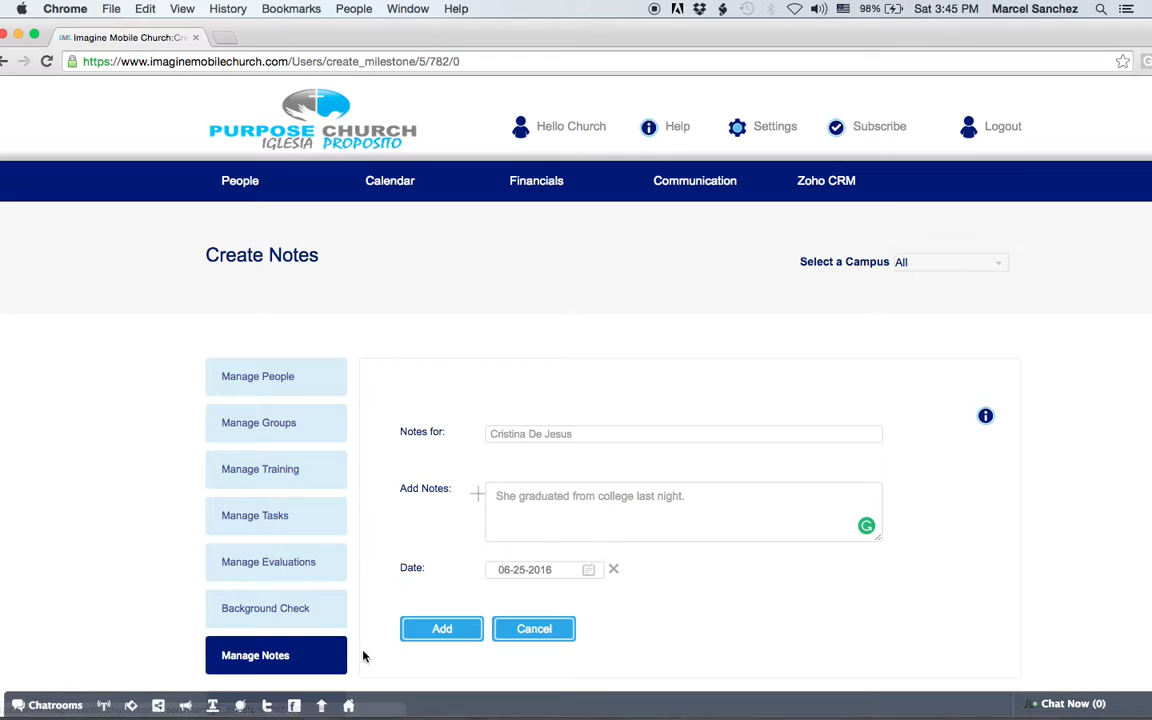 Chrome File Edit View History Bookmarks People Window Help 98% Sat 3:45 PM Marcel Sanchez
Imagine Mobile Church:Cre
https://www.imaginemobilechurch.com/Users/create_milestone/5/782/0
PURPOSE CHURCH
IGLESIA PROPOSITO
Hello Church Help Settings Subscribe Logout
People Calendar Financials Communication Zoho CRM
Create Notes
Select a Campus All
Manage People
Manage Groups
Manage Training
Manage Tasks
Manage Evaluations
Background Check
Manage Notes
Notes for: Cristina De Jesus
Add Notes: She graduated from college last night.
Date: 06-25-2016
Add Cancel
Chatrooms Chat Now (0)